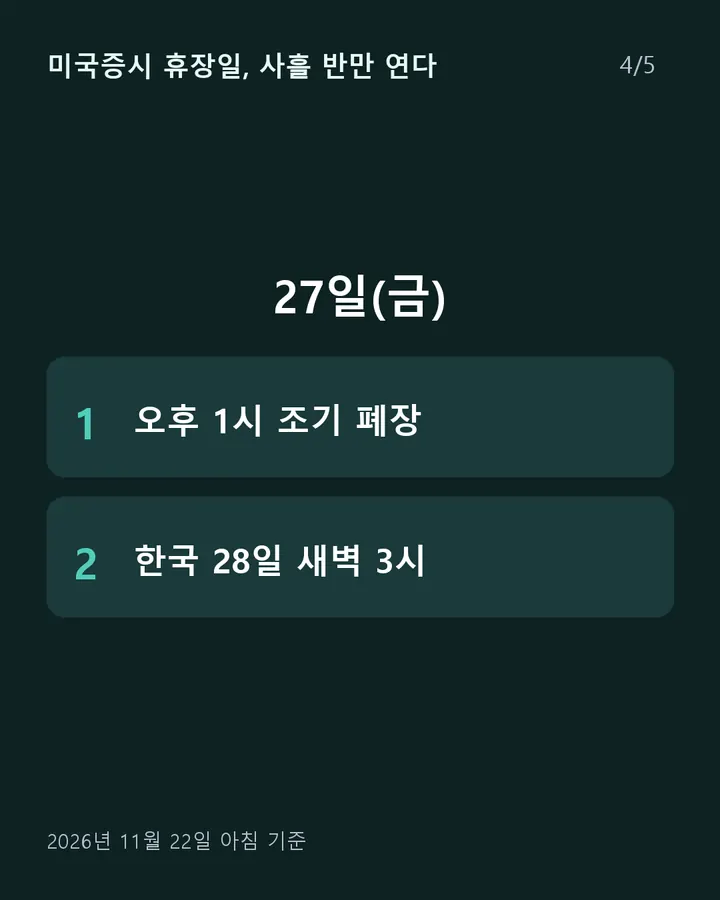 미국증시 휴장일, 사흘 반만 연다
4/5
27일(금)
1 오후 1시 조기 폐장
2 한국 28일 새벽 3시
2026년 11월 22일 아침 기준